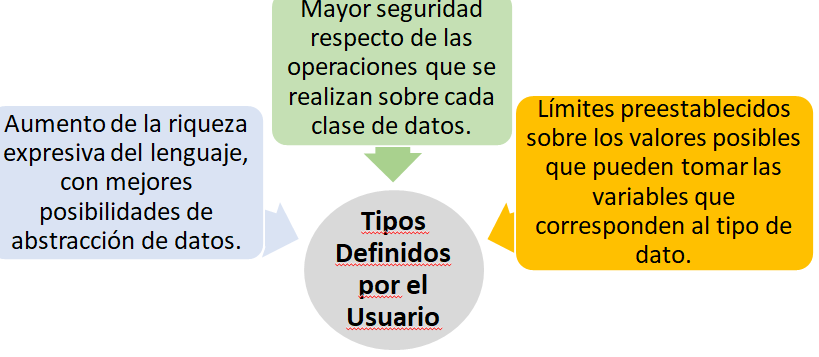 Mayor seguridad
respecto de las
operaciones que se
realizan sobre cada
clase de datos.
Aumento de la riqueza
expresiva del lenguaje,
con mejores
posibilidades de
abstracción de datos.
Límites preestablecidos
sobre los valores posibles
que pueden tomar las
variables que
corresponden al tipo de
dato.
Tipos
Definidos
por el
Usuario